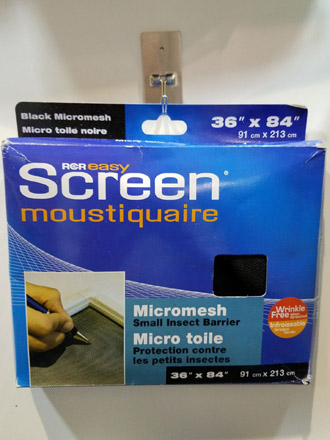 Black Micromesh
Micro toile noire
36" x 84"
91 cm x 213 cm
RCR easy
Screen
moustiquaire
Micromesh
Small Insect Barrier
Micro toile
Protection contre
les petits insectes
Wrinkle
Free
Infroissable
36" x 84" 91 cm x 213 cm